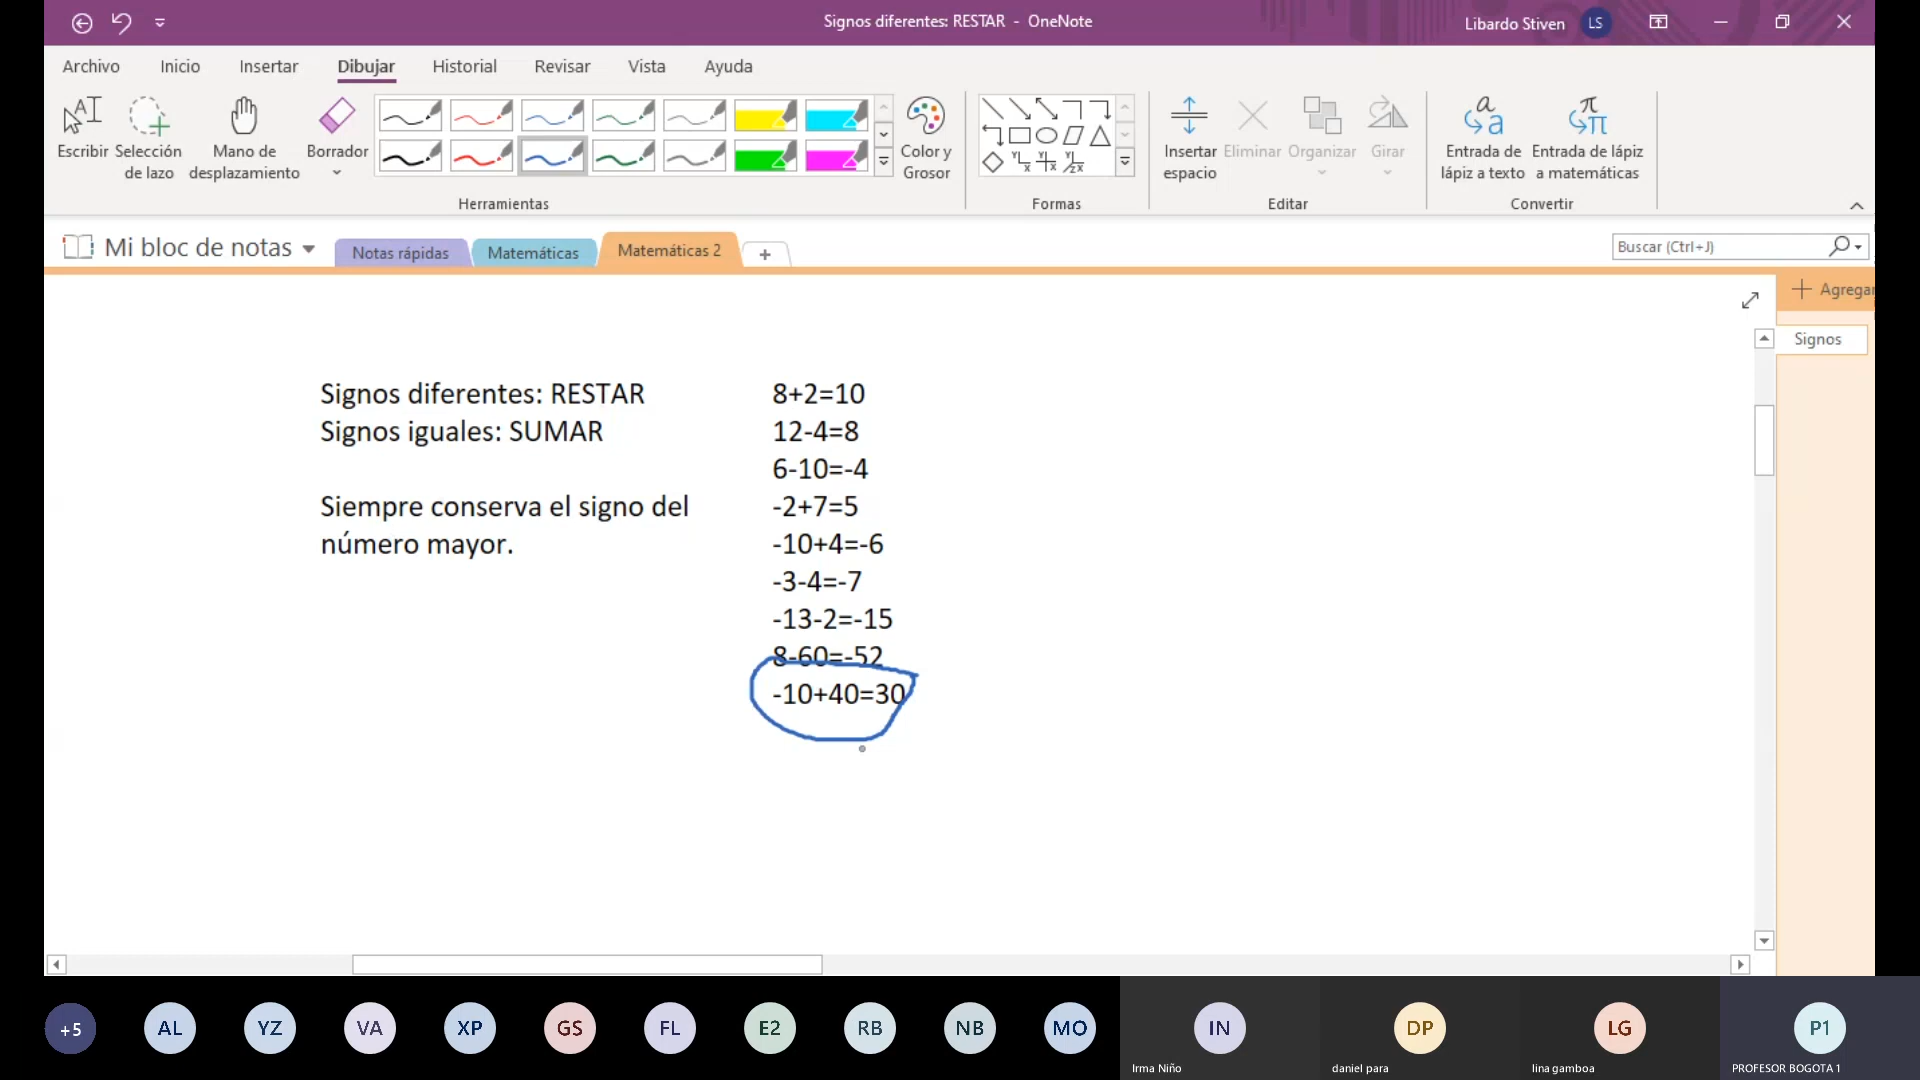 Signos diferentes: RESTAR - OneNote
Libardo Stiven LS
Archivo Inicio Insertar Dibujar Historial Revisar Vista Ayuda
Escribir
Selección de lazo
Mano de desplazamiento
Borrador
Color y Grosor
Insertar espacio
Eliminar
Organizar
Girar
Entrada de lápiz a texto
Entrada de lápiz a matemáticas
Herramientas
Formas
Editar
Convertir
Mi bloc de notas
Notas rápidas
Matemáticas
Matemáticas 2
Buscar (Ctrl+J)
Agregar
Signos
Signos diferentes: RESTAR
Signos iguales: SUMAR
Siempre conserva el signo del
número mayor.
8+2=10
12-4=8
6-10=-4
-2+7=5
-10+4=-6
-3-4=-7
-13-2=-15
8-60=-52
-10+40=30
+5 AL YZ VA XP GS FL E2 RB NB MO IN DP LG P1
Irma Niño
daniel para
lina gamboa
PROFESOR BOGOTA 1